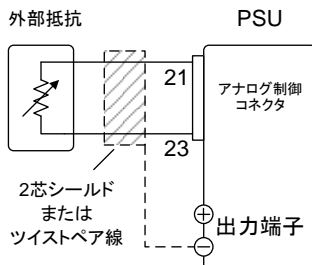 外部抵抗
PSU
21
アナログ制御
コネクタ
23
2芯シールド
または
ツイストペア線
出力端子